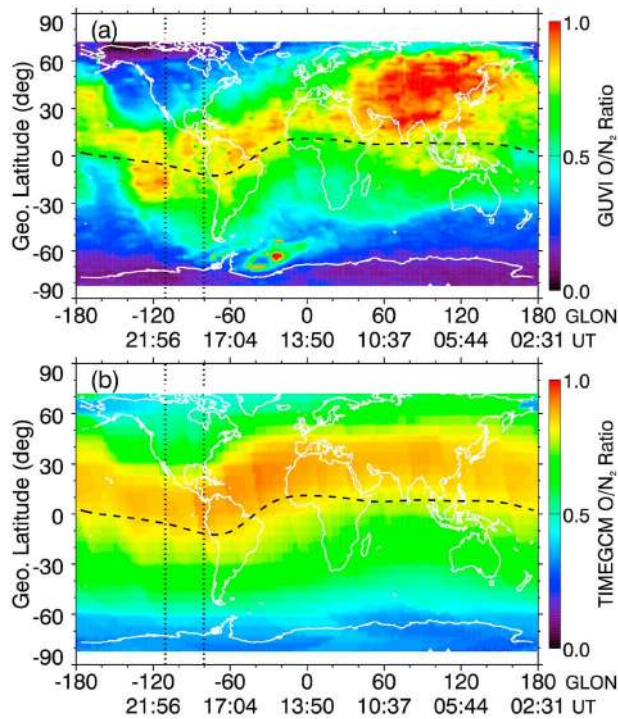 (a)
90
60
30
0
-30
-60
-90
Geo. Latitude (deg)
-180 -120 -60 0 60 120 180 GLON
21:56 17:04 13:50 10:37 05:44 02:31 UT
1.0
0.5
0.0
GUVI O/N₂ Ratio
(b)
90
60
30
0
-30
-60
-90
Geo. Latitude (deg)
-180 -120 -60 0 60 120 180 GLON
21:56 17:04 13:50 10:37 05:44 02:31 UT
1.0
0.5
0.0
TIMEGCM O/N₂ Ratio